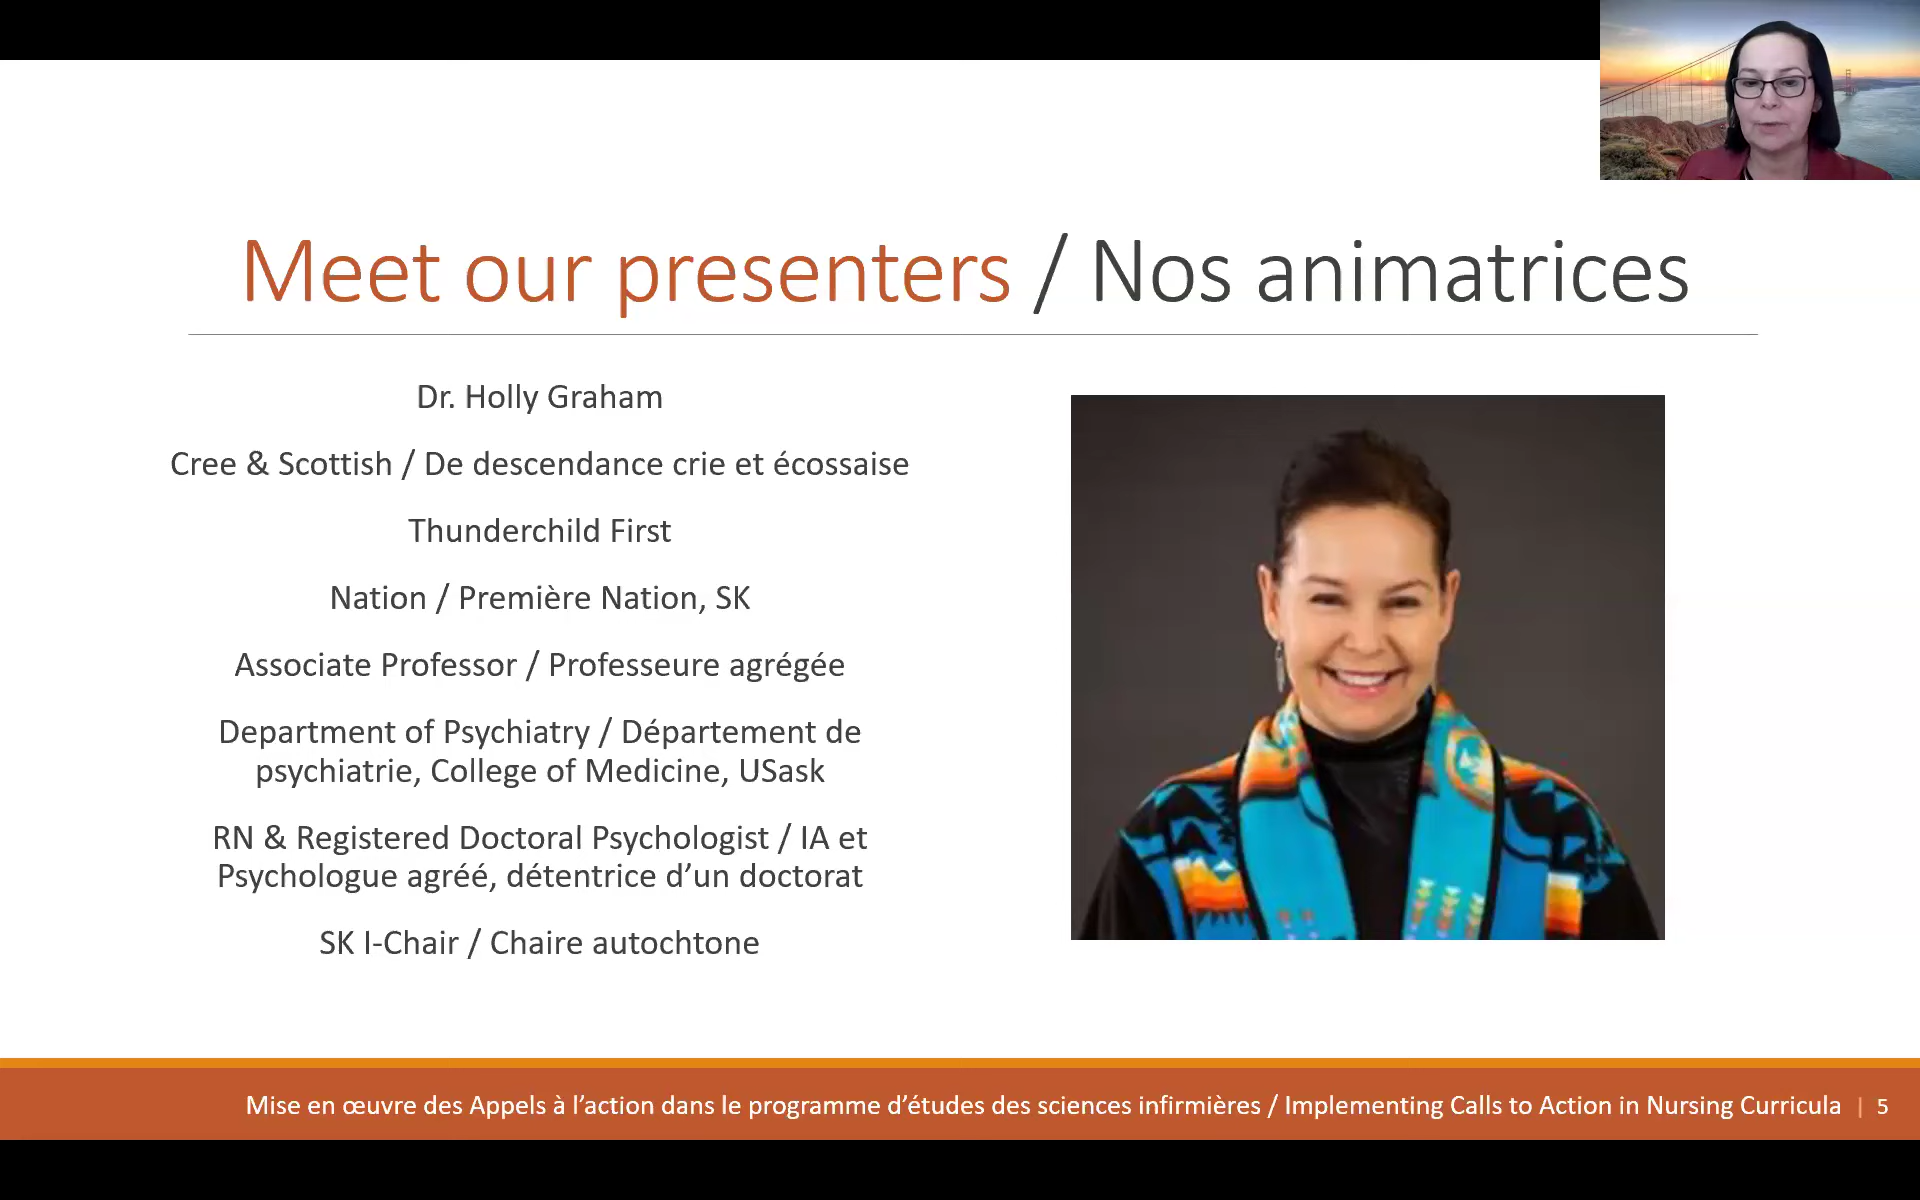 Meet our presenters / Nos animatrices
Dr. Holly Graham
Cree & Scottish / De descendance crie et écossaise
Thunderchild First
Nation / Première Nation, SK
Associate Professor / Professeure agrégée
Department of Psychiatry / Département de
psychiatrie, College of Medicine, USask
RN & Registered Doctoral Psychologist / IA et
Psychologue agréé, détentrice d’un doctorat
SK I-Chair / Chaire autochtone
Mise en œuvre des Appels à l’action dans le programme d’études des sciences infirmières / Implementing Calls to Action in Nursing Curricula | 5